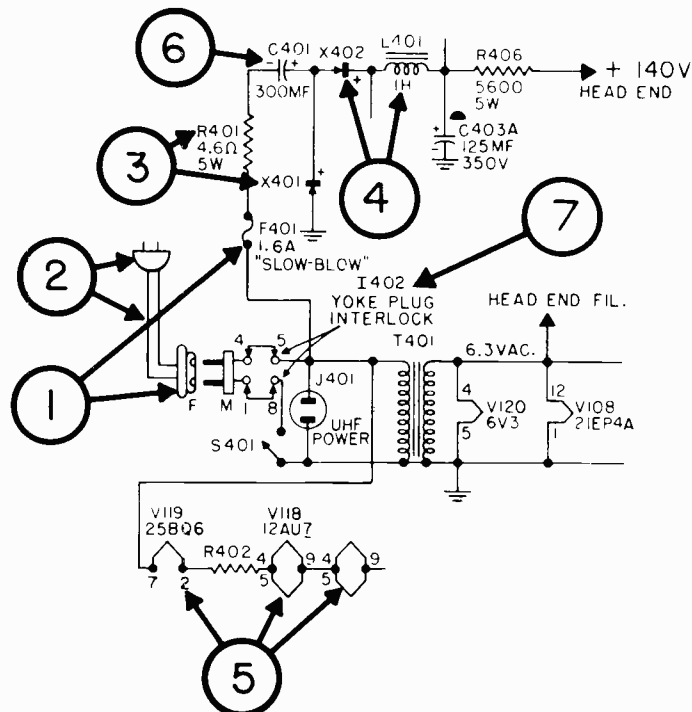 6
C401
- +
300MF
X402
+
L401
1H
R406
5600
5W
+ 140V
HEAD END
R401
4.6Ω
5W
3
X401
+
4
+
-
C403A
125MF
350V
7
F401
1.6A
"SLOW-BLOW"
2
I402
YOKE PLUG
INTERLOCK
HEAD END FIL.
T401
6.3VAC.
4 5
J401
1
F M
1 8
UHF
POWER
S401
4
5
V120
6V3
12
1
V108
21EP4A
V119
25BQ6
7 2
R402
V118
12AU7
4
5
9
4
5
9
5